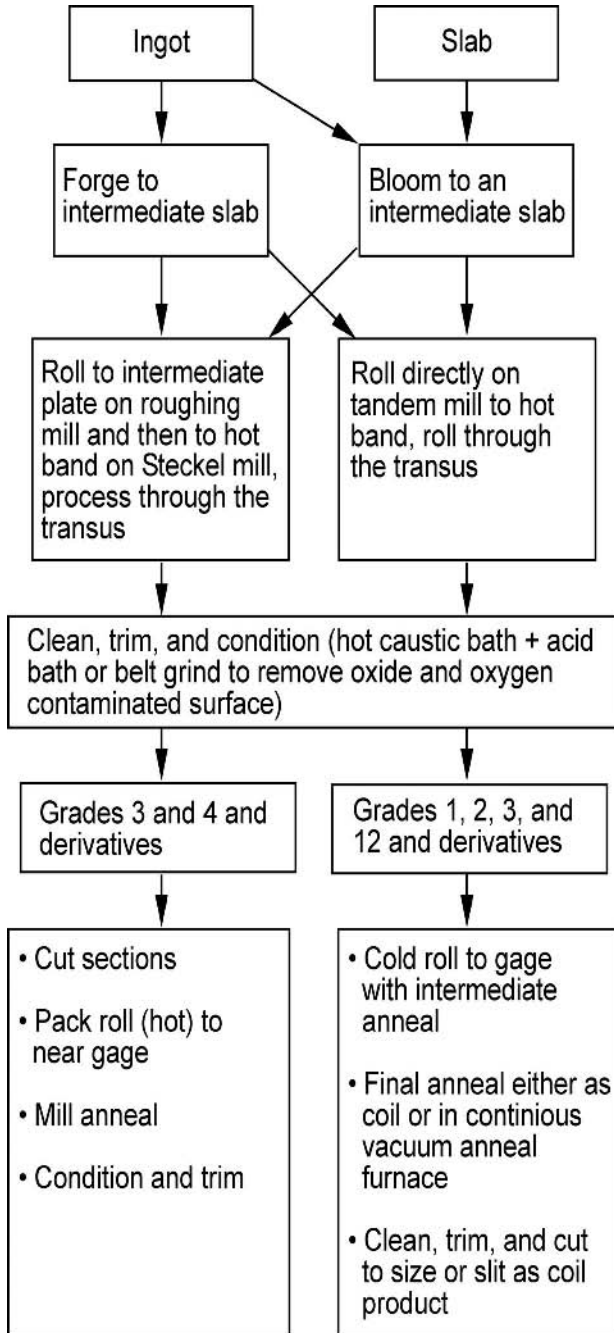 Ingot
Slab
Forge to
intermediate slab
Bloom to an
intermediate slab
Roll to intermediate
plate on roughing
mill and then to hot
band on Steckel mill,
process through the
transus
Roll directly on
tandem mill to hot
band, roll through
the transus
Clean, trim, and condition (hot caustic bath + acid
bath or belt grind to remove oxide and oxygen
contaminated surface)
Grades 3 and 4 and
derivatives
Grades 1, 2, 3, and
12 and derivatives
• Cut sections
• Pack roll (hot) to
near gage
• Mill anneal
• Condition and trim
• Cold roll to gage
with intermediate
anneal
• Final anneal either as
coil or in continious
vacuum anneal
furnace
• Clean, trim, and cut
to size or slit as coil
product